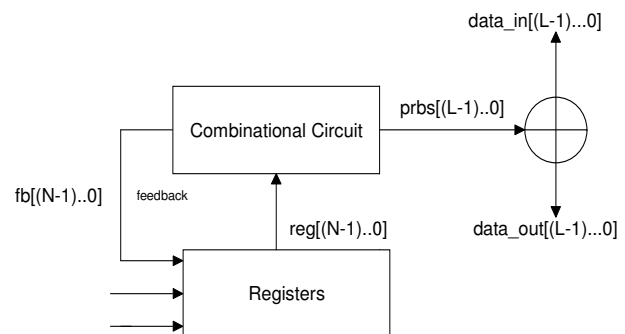 data_in[(L-1)...0]
Combinational Circuit
prbs[(L-1)..0]
fb[(N-1)..0]
feedback
reg[(N-1)..0]
data_out[(L-1)...0]
Registers